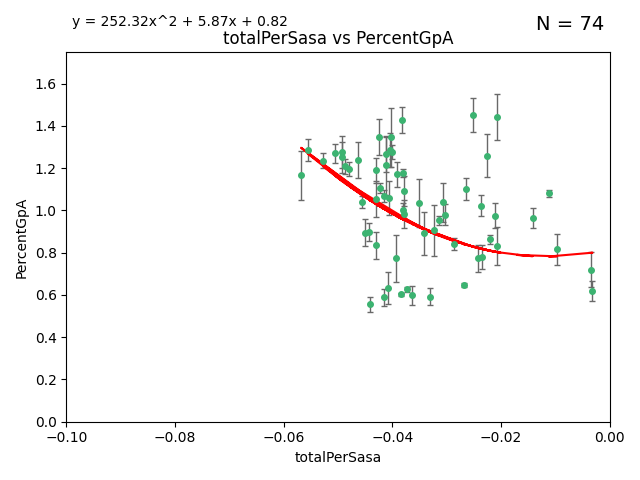 y = 252.32x^2 + 5.87x + 0.82
N = 74
totalPerSasa vs PercentGpA
PercentGpA
1.6
1.4
1.2
1.0
0.8
0.6
0.4
0.2
0.0
−0.10 −0.08 −0.06 −0.04 −0.02 0.00
totalPerSasa